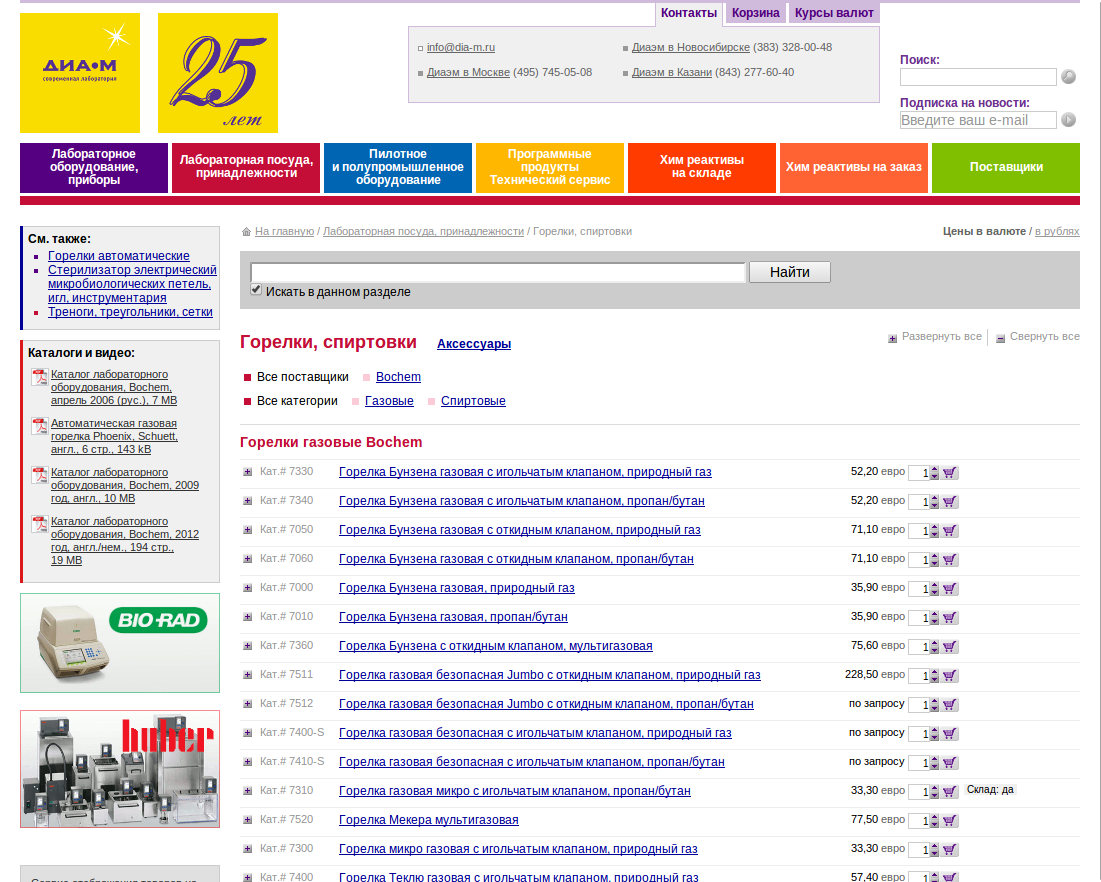 Контакты
Корзина
Курсы валют
ДИА•М
современная лаборатория
25
лет
info@dia-m.ru
Диаэм в Новосибирске (383) 328-00-48
Диаэм в Москве (495) 745-05-08
Диаэм в Казани (843) 277-60-40
Поиск:
Подписка на новости:
Введите ваш e-mail
Лабораторное
оборудование,
приборы
Лабораторная посуда,
принадлежности
Пилотное
и полупромышленное
оборудование
Программные
продукты
Технический сервис
Хим реактивы
на складе
Хим реактивы на заказ
Поставщики
См. также:
Горелки автоматические
Стерилизатор электрический
микробиологических петель,
игл, инструментария
Треноги, треугольники, сетки
Каталоги и видео:
Каталог лабораторного
оборудования, Bochem,
апрель 2006 (рус.), 7 MB
Автоматическая газовая
горелка Phoenix, Schuett,
англ., 6 стр., 143 kB
Каталог лабораторного
оборудования, Bochem, 2009
год, англ., 10 MB
Каталог лабораторного
оборудования, Bochem, 2012
год, англ./нем., 194 стр.,
19 MB
BIO-RAD
huber
На главную / Лабораторная посуда, принадлежности / Горелки, спиртовки
Цены в валюте / в рублях
Найти
Искать в данном разделе
Горелки, спиртовки Аксессуары
Развернуть все
Свернуть все
Все поставщики Bochem
Все категории Газовые Спиртовые
Горелки газовые Bochem
Кат.# 7330 Горелка Бунзена газовая с игольчатым клапаном, природный газ 52,20 евро 1
Кат.# 7340 Горелка Бунзена газовая с игольчатым клапаном, пропан/бутан 52,20 евро 1
Кат.# 7050 Горелка Бунзена газовая с откидным клапаном, природный газ 71,10 евро 1
Кат.# 7060 Горелка Бунзена газовая с откидным клапаном, пропан/бутан 71,10 евро 1
Кат.# 7000 Горелка Бунзена газовая, природный газ 35,90 евро 1
Кат.# 7010 Горелка Бунзена газовая, пропан/бутан 35,90 евро 1
Кат.# 7360 Горелка Бунзена с откидным клапаном, мультигазовая 75,60 евро 1
Кат.# 7511 Горелка газовая безопасная Jumbo с откидным клапаном, природный газ 228,50 евро 1
Кат.# 7512 Горелка газовая безопасная Jumbo с откидным клапаном, пропан/бутан по запросу 1
Кат.# 7400-S Горелка газовая безопасная с игольчатым клапаном, природный газ по запросу 1
Кат.# 7410-S Горелка газовая безопасная с игольчатым клапаном, пропан/бутан по запросу 1
Кат.# 7310 Горелка газовая микро с игольчатым клапаном, пропан/бутан 33,30 евро 1 Склад: да
Кат.# 7520 Горелка Мекера мультигазовая 77,50 евро 1
Кат.# 7300 Горелка микро газовая с игольчатым клапаном, природный газ 33,30 евро 1
Кат.# 7400 Горелка Теклю газовая с игольчатым клапаном, природный газ 57,40 евро 1